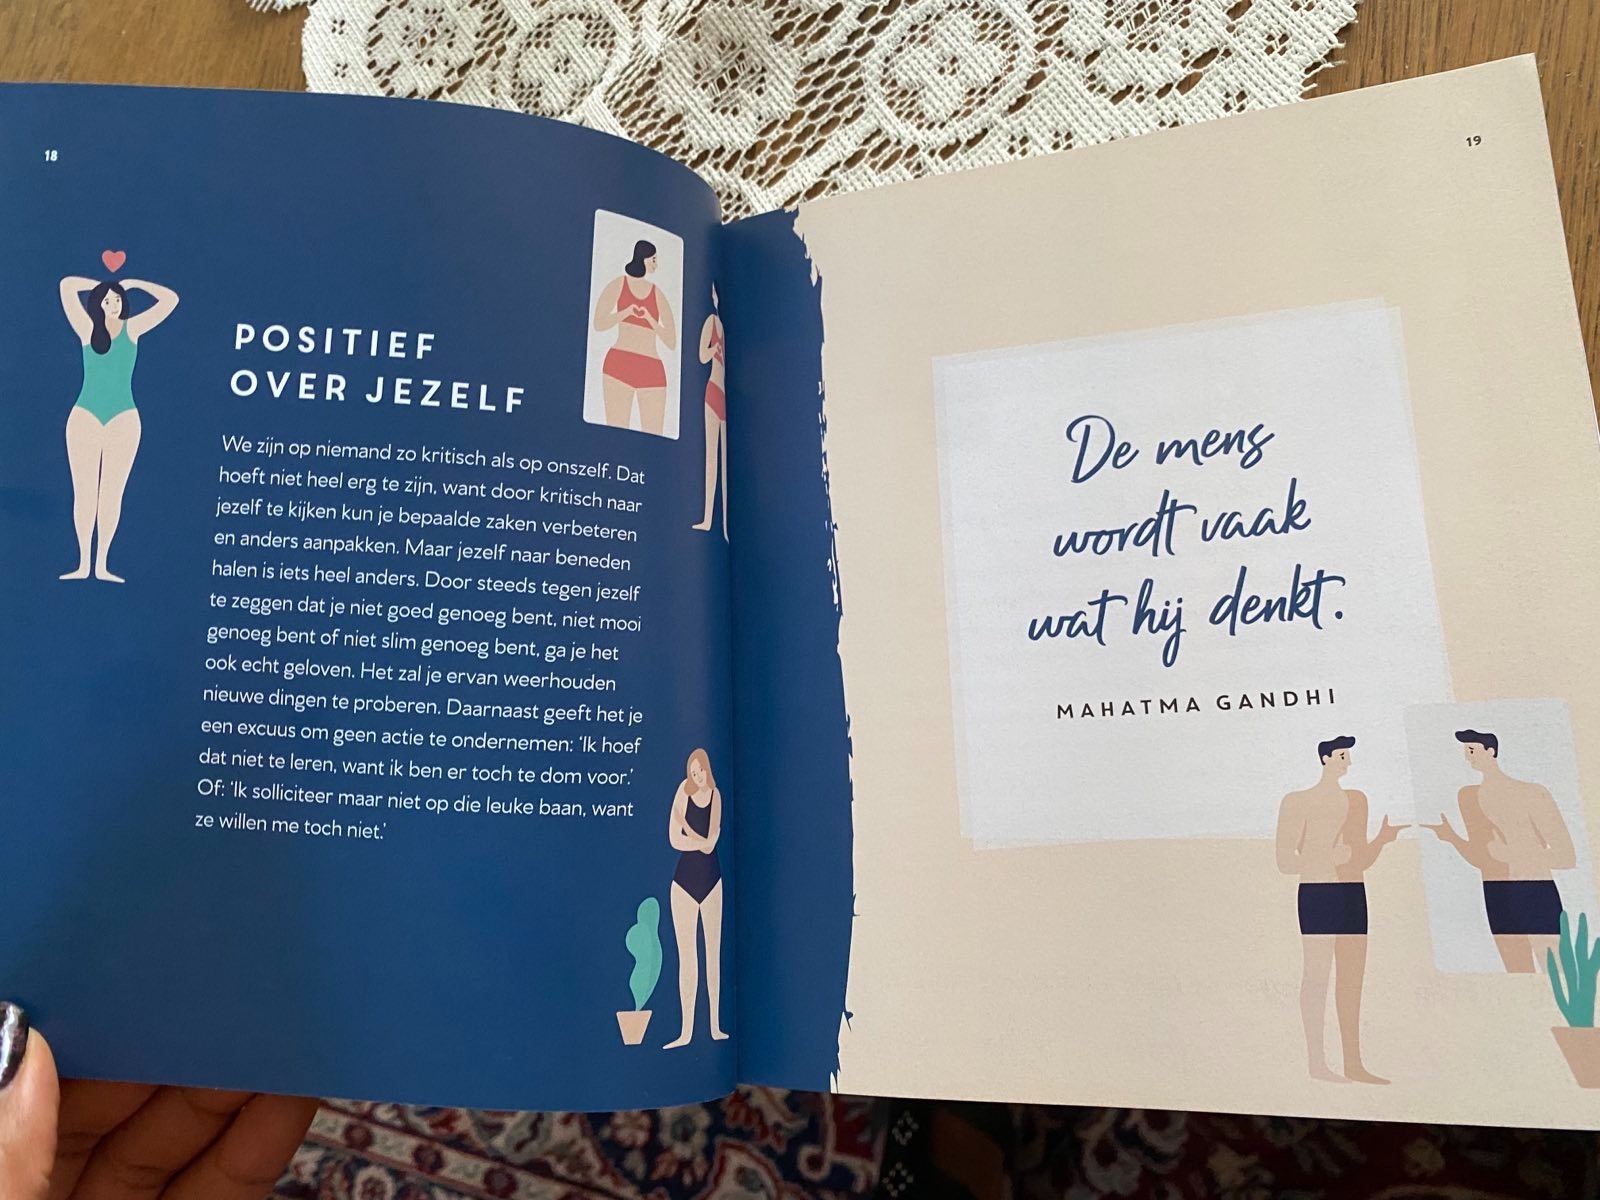 18
POSITIEF
OVER JEZELF
We zijn op niemand zo kritisch als op onszelf. Dat
hoeft niet heel erg te zijn, want door kritisch naar
jezelf te kijken kun je bepaalde zaken verbeteren
en anders aanpakken. Maar jezelf naar beneden
halen is iets heel anders. Door steeds tegen jezelf
te zeggen dat je niet goed genoeg bent, niet mooi
genoeg bent of niet slim genoeg bent, ga je het
ook echt geloven. Het zal je ervan weerhouden
nieuwe dingen te proberen. Daarnaast geeft het je
een excuus om geen actie te ondernemen: ‘Ik hoef
dat niet te leren, want ik ben er toch te dom voor.’
Of: ‘Ik solliciteer maar niet op die leuke baan, want
ze willen me toch niet.’
19
De mens
wordt vaak
wat hij denkt.
MAHATMA GANDHI